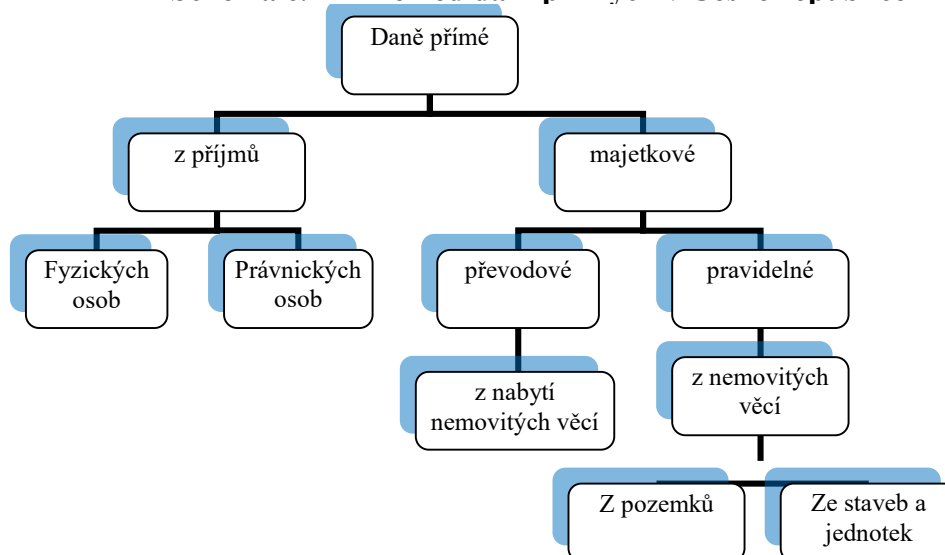 Daně přímé
z příjmů
majetkové
Fyzických
osob
Právnických
osob
převodové
pravidelné
z nabytí
nemovitých věcí
z nemovitých
věcí
Z pozemků
Ze staveb a
jednotek